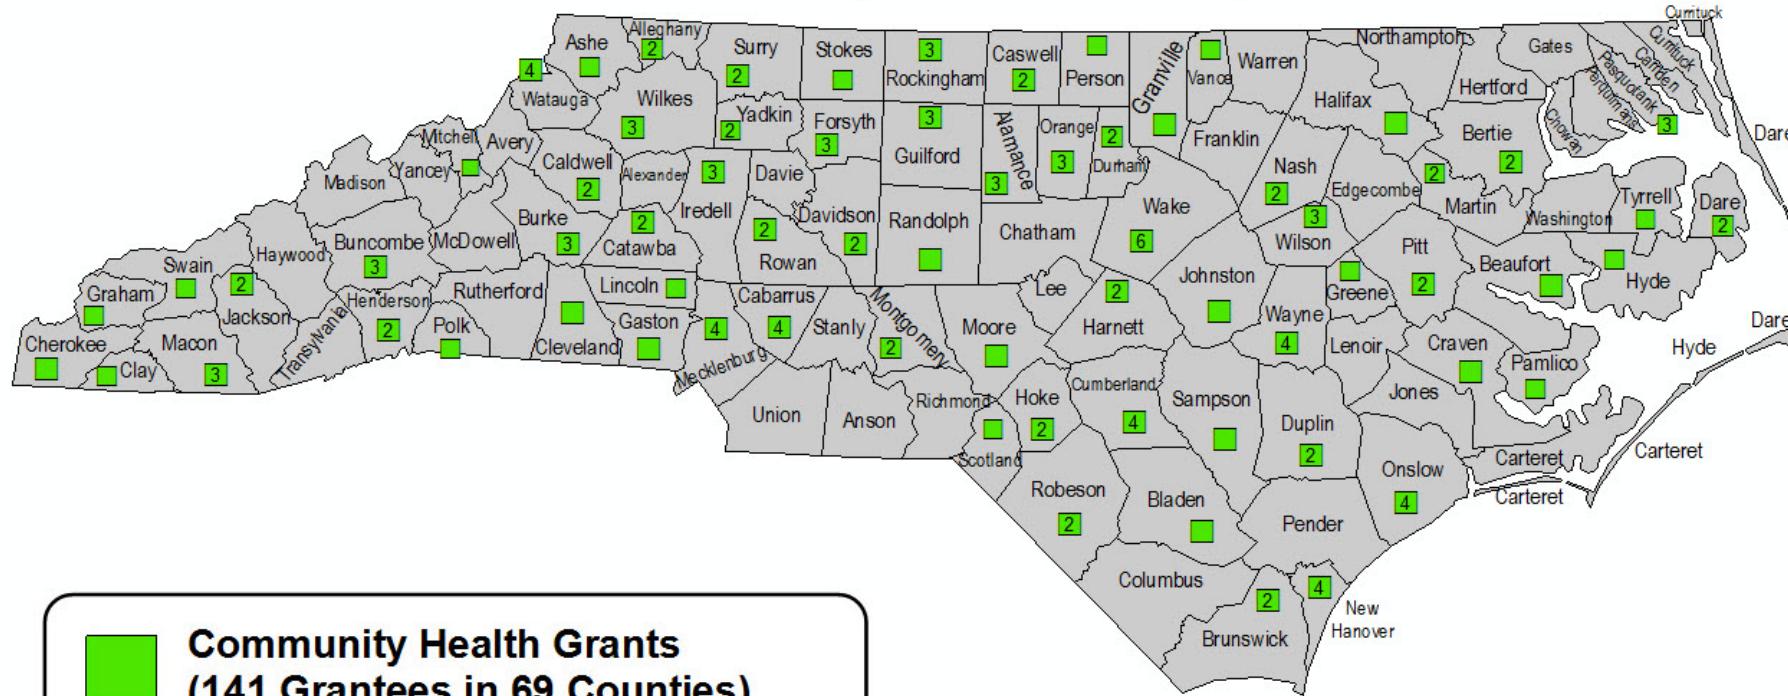 Currituck
Alleghany
2
Ashe
4
Surry
2
Stokes
3
Rockingham
Caswell
2
Person
Granville
Vance
Warren
Northampton
Gates
Currituck
Camden
Pasquotank
Perquimans
3
Chowan
Hertford
Halifax
Watauga
Wilkes
3
Yadkin
2
Forsyth
3
3
Guilford
Alamance
3
Orange
3
2
Durham
Franklin
Nash
2
Edgecombe
Bertie
2
2
Dare
Mitchell
Avery
Caldwell
2
Alexander
3
Iredell
Davie
Madison
Yancey
Burke
3
2
Catawba
2
Rowan
Davidson
2
Randolph
Chatham
Wake
6
3
Wilson
Martin
Washington
Tyrrell
Dare
2
Haywood
Buncombe
3
McDowell
Swain
2
Jackson
Graham
Henderson
2
Rutherford
Lincoln
Cabarrus
4
Stanly
Montgomery
2
Moore
Lee
2
Harnett
Johnston
Greene
Pitt
2
Beaufort
Hyde
Cherokee
Clay
Macon
3
Transylvania
Polk
Cleveland
Gaston
4
Mecklenburg
Wayne
4
Lenoir
Craven
Pamlico
Hyde
Dare
Union
Anson
Richmond
Scotland
Hoke
2
Cumberland
4
Sampson
Duplin
2
Jones
Onslow
4
Carteret
Carteret
Carteret
Robeson
2
Bladen
Pender
Columbus
2
Brunswick
4
New
Hanover
Community Health Grants
(141 Grantees in 69 Counties)